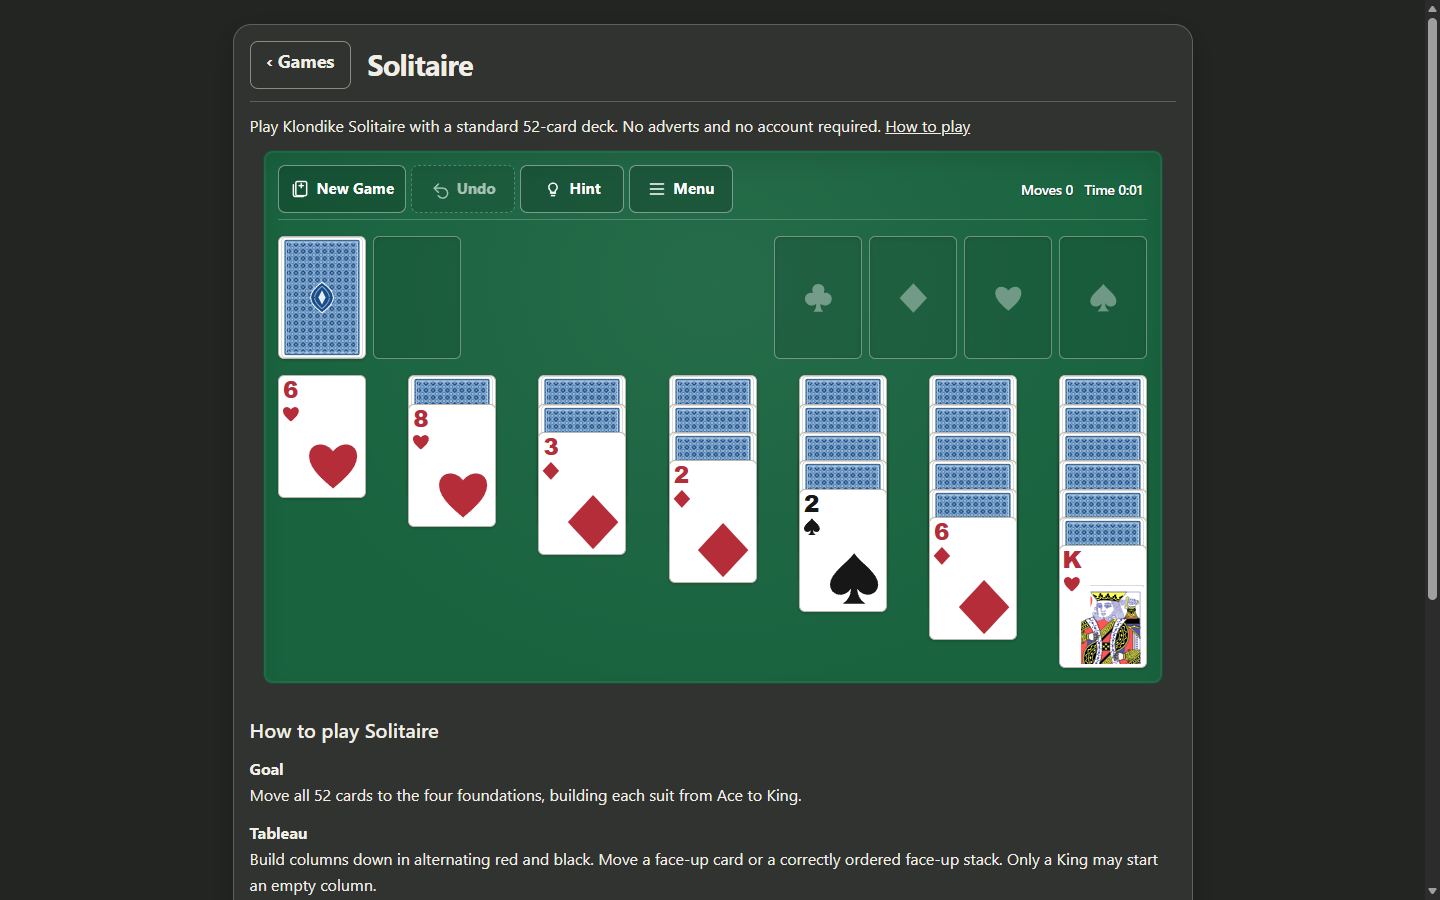 ‹ Games
Solitaire
Play Klondike Solitaire with a standard 52-card deck. No adverts and no account required. How to play
New Game
Undo
Hint
Menu
Moves 0
Time 0:01
6
8
3
2
2
6
K
How to play Solitaire
Goal
Move all 52 cards to the four foundations, building each suit from Ace to King.
Tableau
Build columns down in alternating red and black. Move a face-up card or a correctly ordered face-up stack. Only a King may start
an empty column.